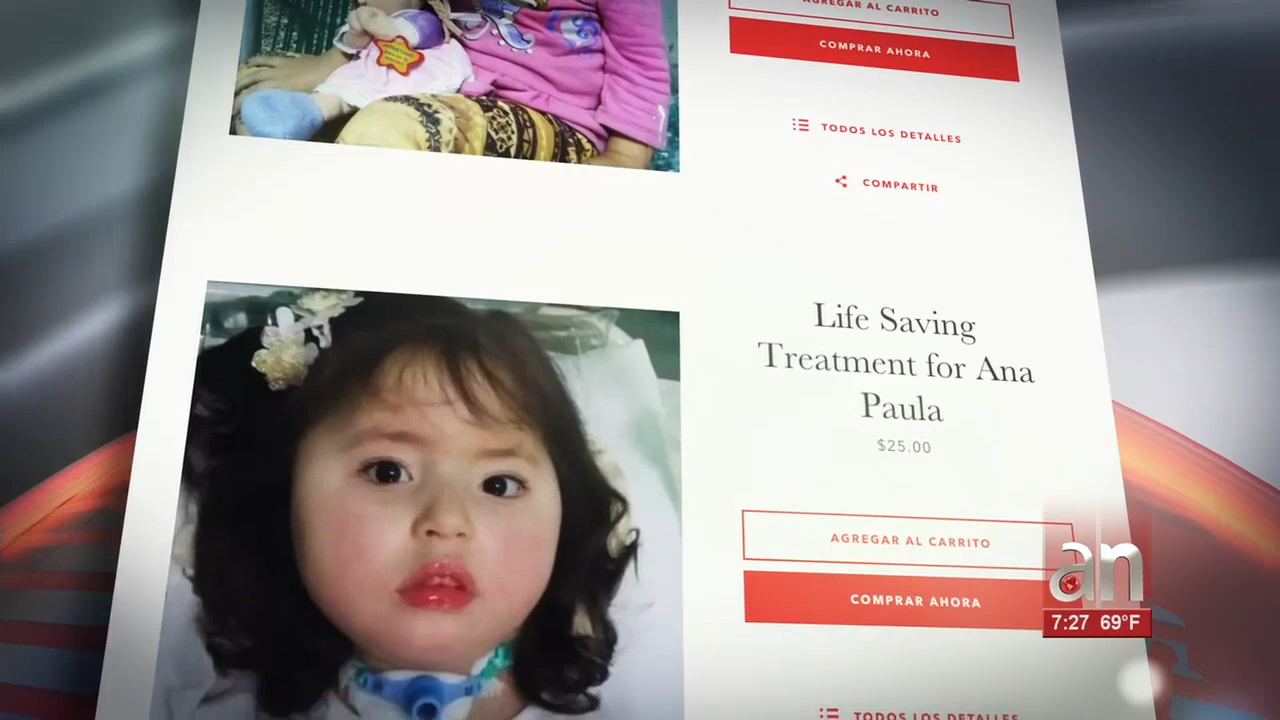 AGREGAR AL CARRITO
COMPRAR AHORA
TODOS LOS DETALLES
COMPARTIR
Life Saving
Treatment for Ana
Paula
$25.00
AGREGAR AL CARRITO
COMPRAR AHORA
TODOS LOS DETALLES
an
7:27 69°F